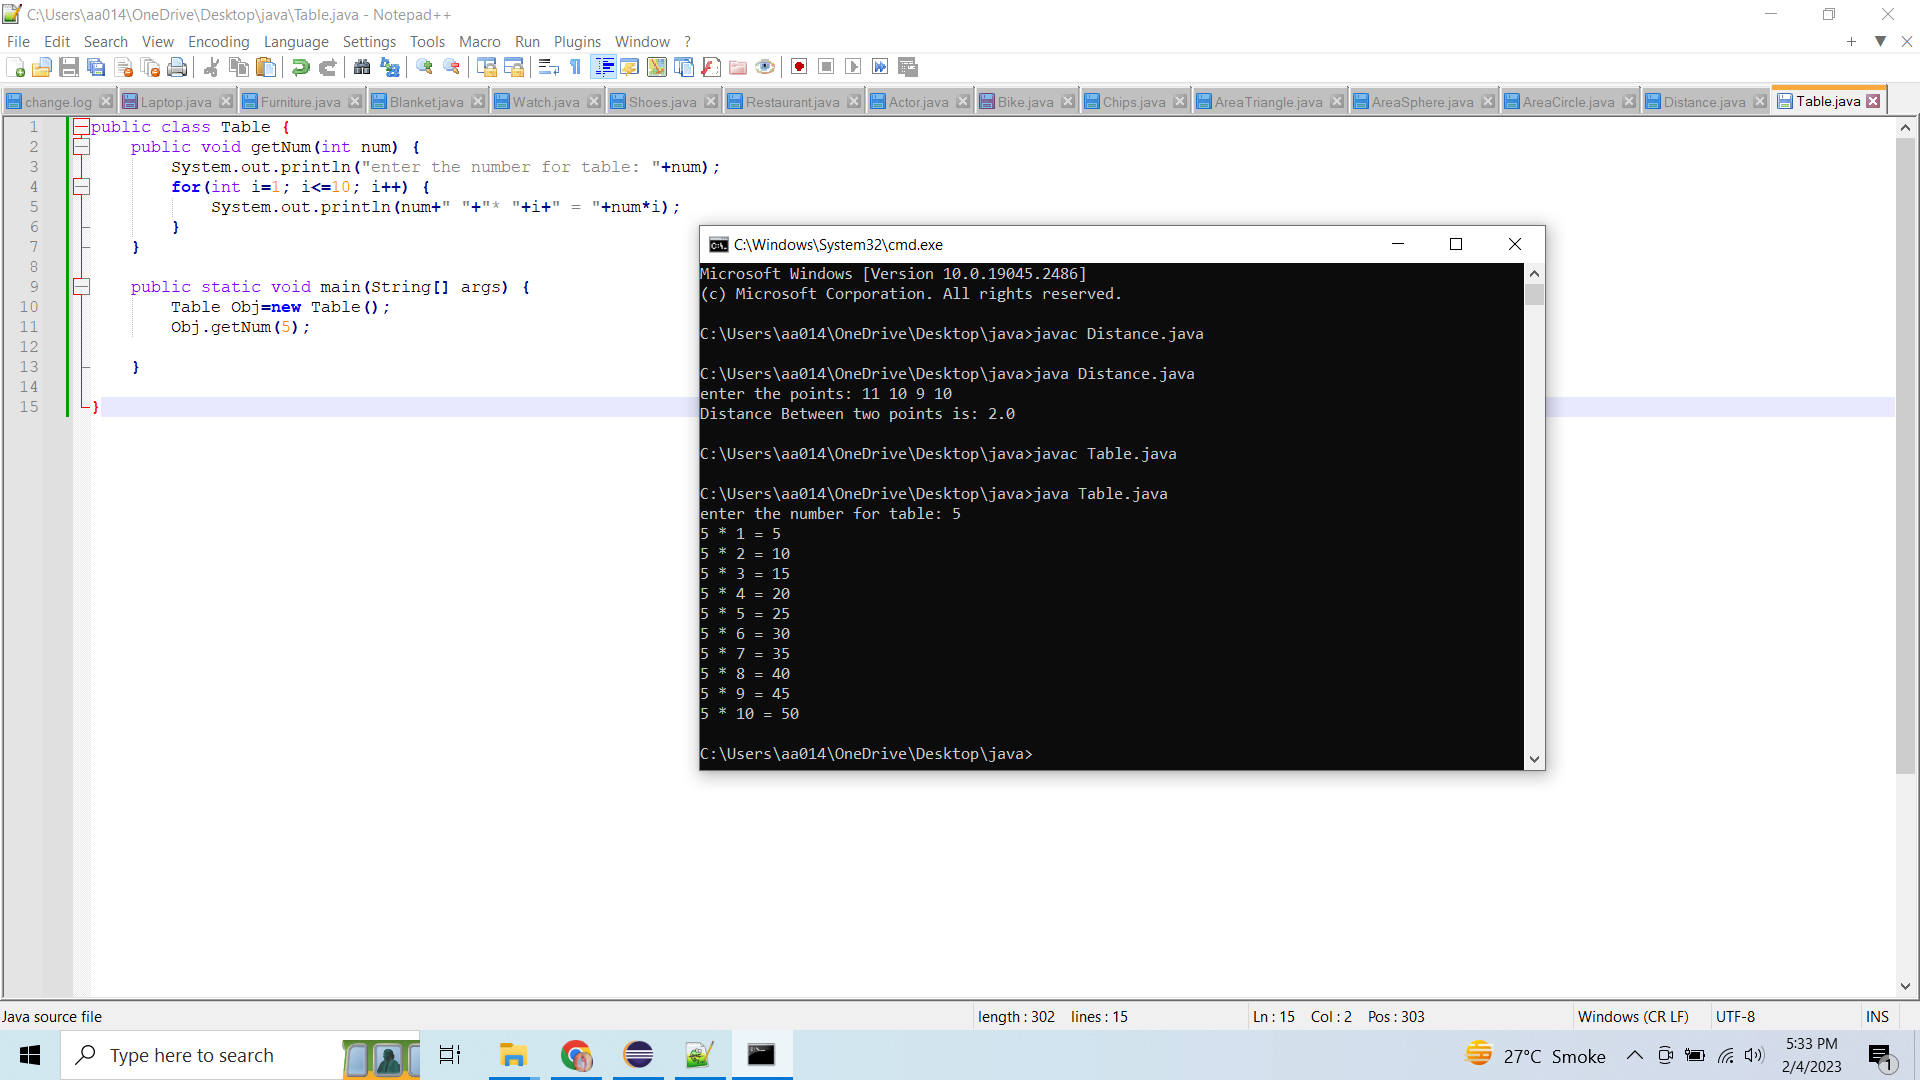 C:\Users\aa014\OneDrive\Desktop\java\Table.java - Notepad++
File Edit Search View Encoding Language Settings Tools Macro Run Plugins Window ?
change.log Laptop.java Furniture.java Blanket.java Watch.java Shoes.java Restaurant.java Actor.java Bike.java Chips.java AreaTriangle.java AreaSphere.java AreaCircle.java Distance.java Table.java
1 public class Table {
2 public void getNum(int num) {
3 System.out.println("enter the number for table: "+num);
4 for(int i=1; i<=10; i++) {
5 System.out.println(num+" "+"* "+i+" = "+num*i);
6 }
7 }
8
9 public static void main(String[] args) {
10 Table Obj=new Table();
11 Obj.getNum(5);
12
13 }
14
15 }
C:\Windows\System32\cmd.exe
Microsoft Windows [Version 10.0.19045.2486]
(c) Microsoft Corporation. All rights reserved.
C:\Users\aa014\OneDrive\Desktop\java>javac Distance.java
C:\Users\aa014\OneDrive\Desktop\java>java Distance.java
enter the points: 11 10 9 10
Distance Between two points is: 2.0
C:\Users\aa014\OneDrive\Desktop\java>javac Table.java
C:\Users\aa014\OneDrive\Desktop\java>java Table.java
enter the number for table: 5
5 * 1 = 5
5 * 2 = 10
5 * 3 = 15
5 * 4 = 20
5 * 5 = 25
5 * 6 = 30
5 * 7 = 35
5 * 8 = 40
5 * 9 = 45
5 * 10 = 50
C:\Users\aa014\OneDrive\Desktop\java>
Java source file length : 302 lines : 15 Ln : 15 Col : 2 Pos : 303 Windows (CR LF) UTF-8 INS
Type here to search
27°C Smoke
5:33 PM
2/4/2023
1